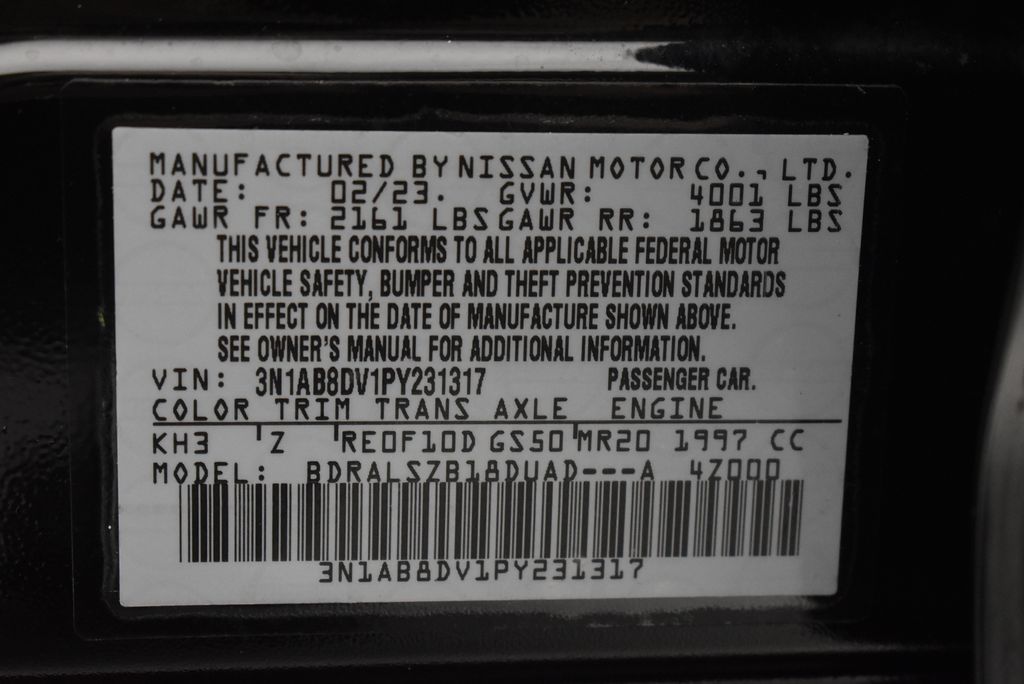 MANUFACTURED BY NISSAN MOTOR CO., LTD.
DATE: 02/23. GVWR: 4001 LBS
GAWR FR: 2161 LBS GAWR RR: 1863 LBS
THIS VEHICLE CONFORMS TO ALL APPLICABLE FEDERAL MOTOR
VEHICLE SAFETY, BUMPER AND THEFT PREVENTION STANDARDS
IN EFFECT ON THE DATE OF MANUFACTURE SHOWN ABOVE.
SEE OWNER'S MANUAL FOR ADDITIONAL INFORMATION.
VIN: 3N1AB8DV1PY231317 PASSENGER CAR.
COLOR TRIM TRANS AXLE ENGINE
KH3 Z RE0F10D GS50 MR20 1997 CC
MODEL: BDRALSZB18DUAD---A 4Z000
3N1AB8DV1PY231317